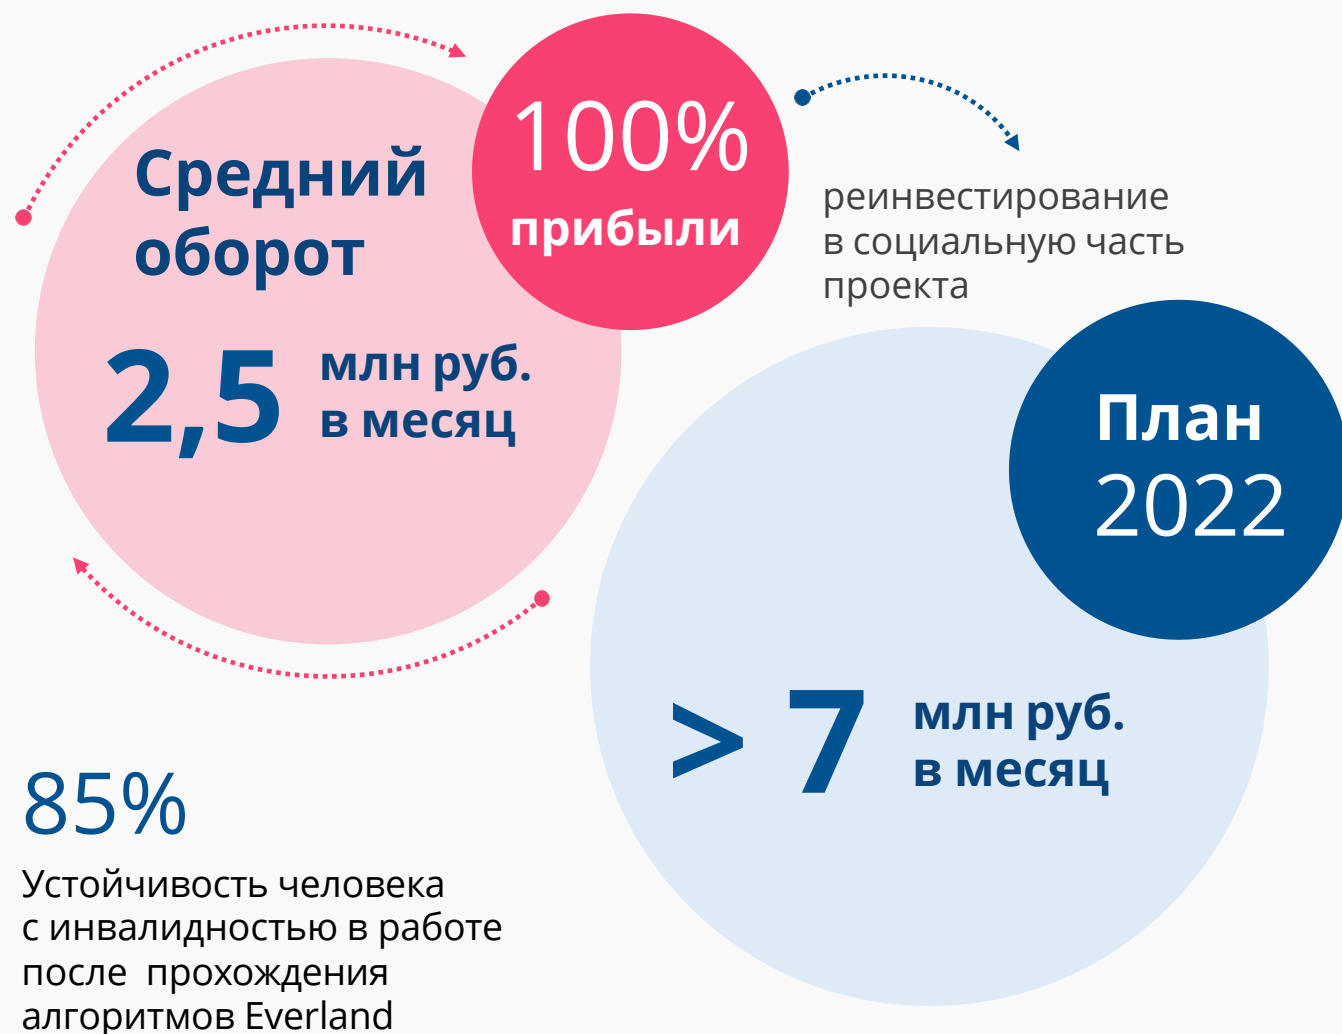 Средний
оборот
2,5 млн руб.
в месяц
100%
прибыли
реинвестирование
в социальную часть
проекта
План
2022
> 7 млн руб.
в месяц
85%
Устойчивость человека
с инвалидностью в работе
после прохождения
алгоритмов Everland